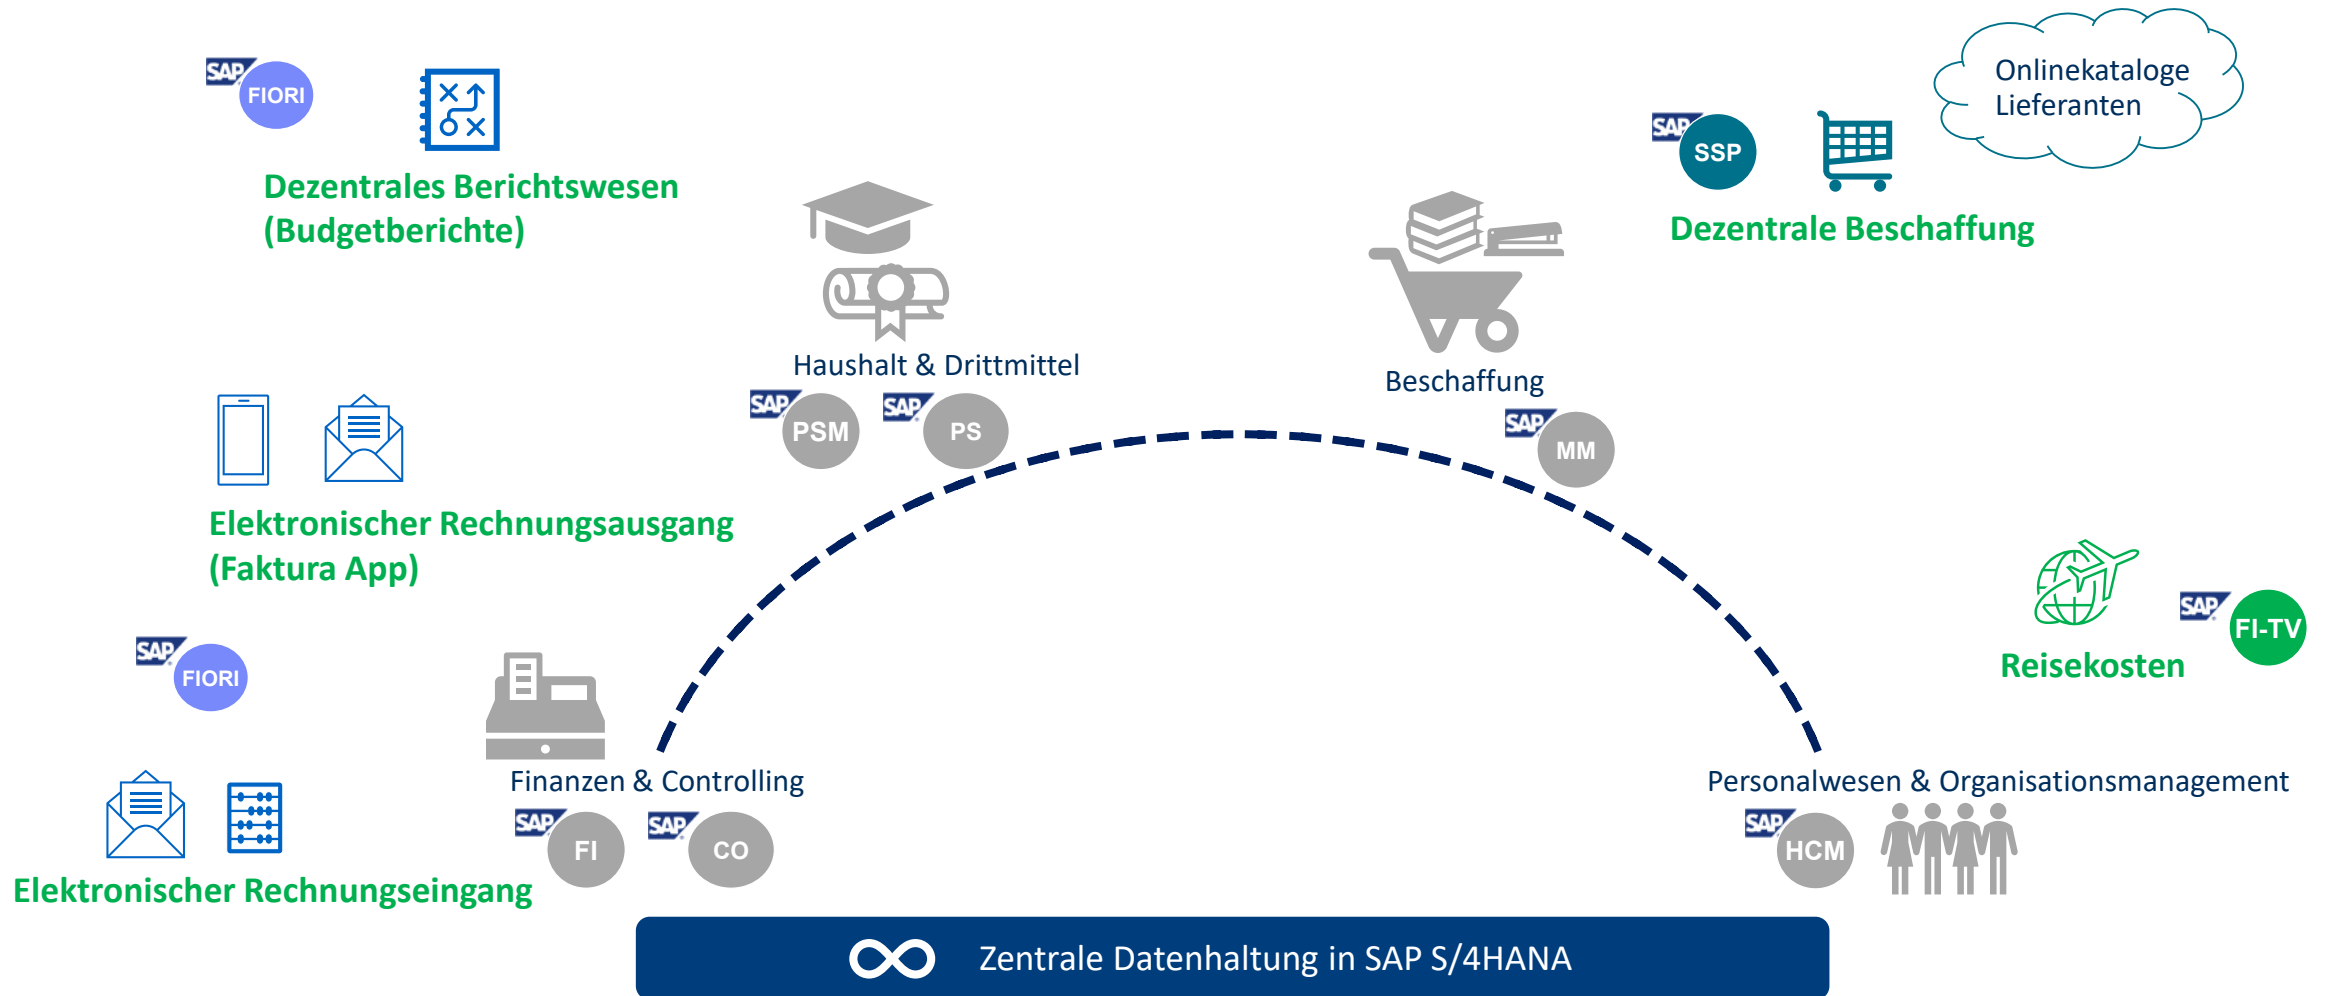 SAP
FIORI
Dezentrales Berichtswesen
(Budgetberichte)
Haushalt & Drittmittel
SAP
PSM
SAP
PS
Beschaffung
SAP
MM
SAP
SSP
Dezentrale Beschaffung
Onlinekataloge
Lieferanten
Elektronischer Rechnungsausgang
(Faktura App)
SAP
FIORI
Elektronischer Rechnungseingang
Finanzen & Controlling
SAP
FI
SAP
CO
Reisekosten
SAP
FI-TV
Personalwesen & Organisationsmanagement
SAP
HCM
Zentrale Datenhaltung in SAP S/4HANA